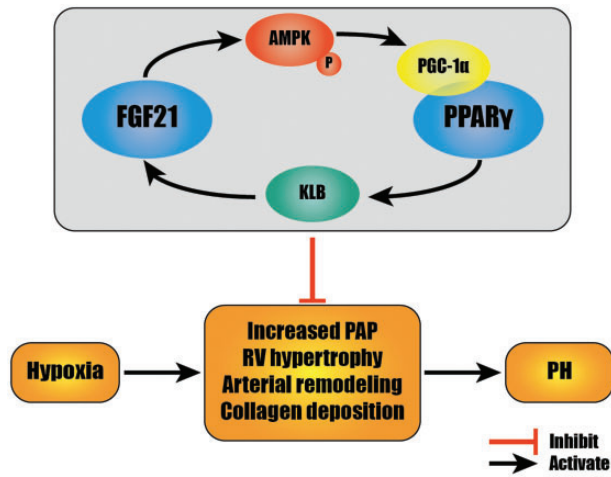 AMPK
P
PGC-1α
FGF21
PPARγ
KLB
Increased PAP
RV hypertrophy
Arterial remodeling
Collagen deposition
Hypoxia
PH
Inhibit
Activate